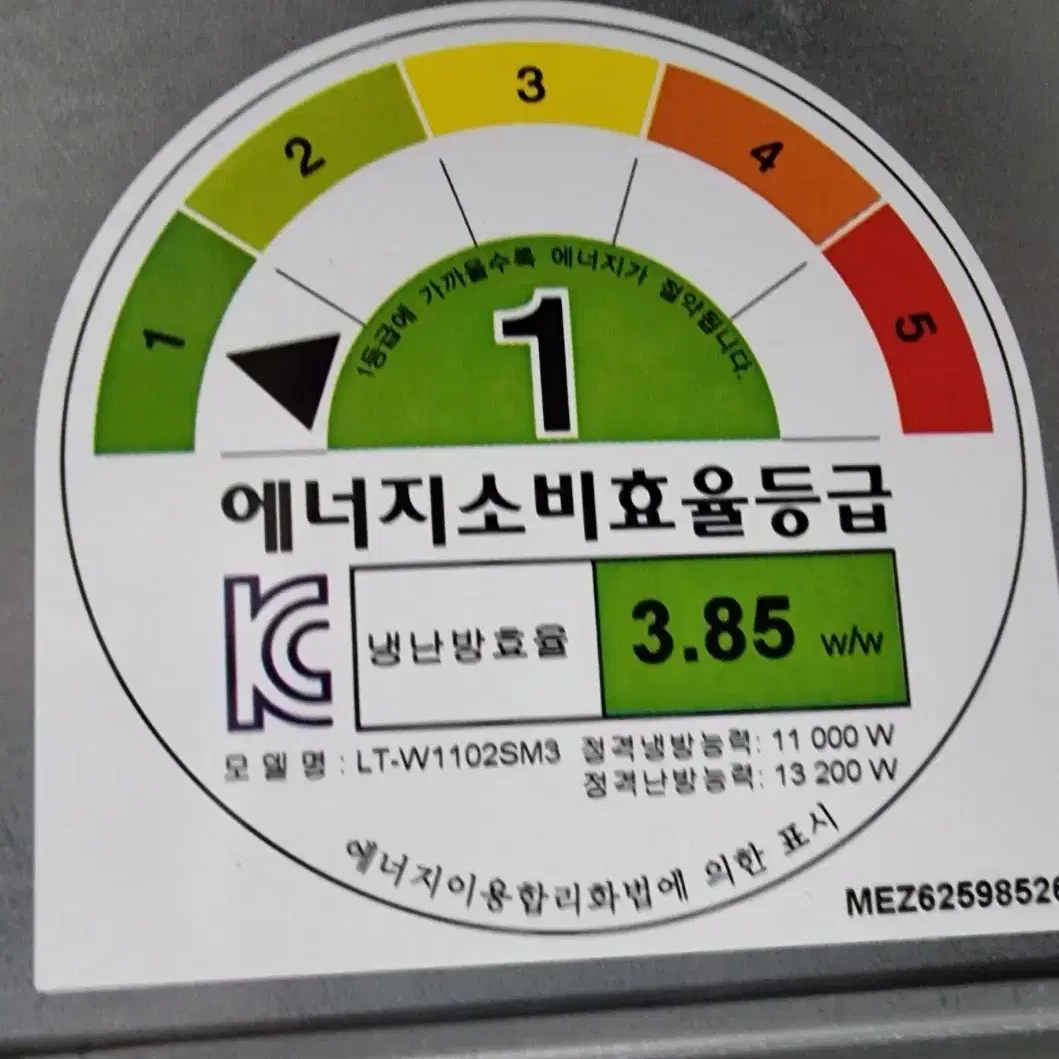 1
2
3
4
5
1등급에 가까울수록 에너지가 절약됩니다.
1
에너지소비효율등급
KC
냉난방효율
3.85 w/w
모델명 : LT-W1102SM3
정격냉방능력: 11 000 W
정격난방능력: 13 200 W
에너지이용합리화법에 의한 표시
MEZ62598526